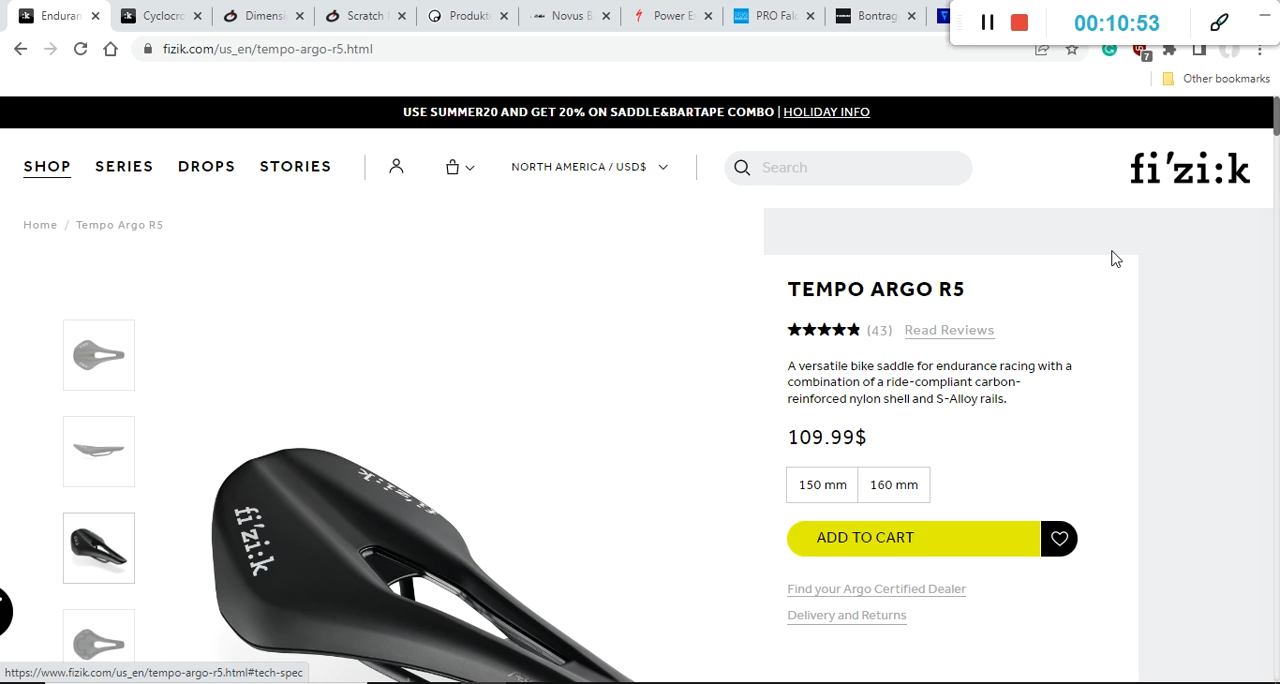 Enduran
Cyclocro
Dimensi
Scratch
Produkt
Novus B
Power E
PRO Falc
Bontrag
00:10:53
fizik.com/us_en/tempo-argo-r5.html
7
Other bookmarks
USE SUMMER20 AND GET 20% ON SADDLE&BARTAPE COMBO | HOLIDAY INFO
SHOP SERIES DROPS STORIES
NORTH AMERICA / USD$
Search
fi'zi:k
Home / Tempo Argo R5
TEMPO ARGO R5
(43) Read Reviews
A versatile bike saddle for endurance racing with a
combination of a ride-compliant carbon-
reinforced nylon shell and S-Alloy rails.
109.99$
150 mm 160 mm
ADD TO CART
Find your Argo Certified Dealer
Delivery and Returns
fi'zi:k
fi'zi:k
https://www.fizik.com/us_en/tempo-argo-r5.html#tech-spec